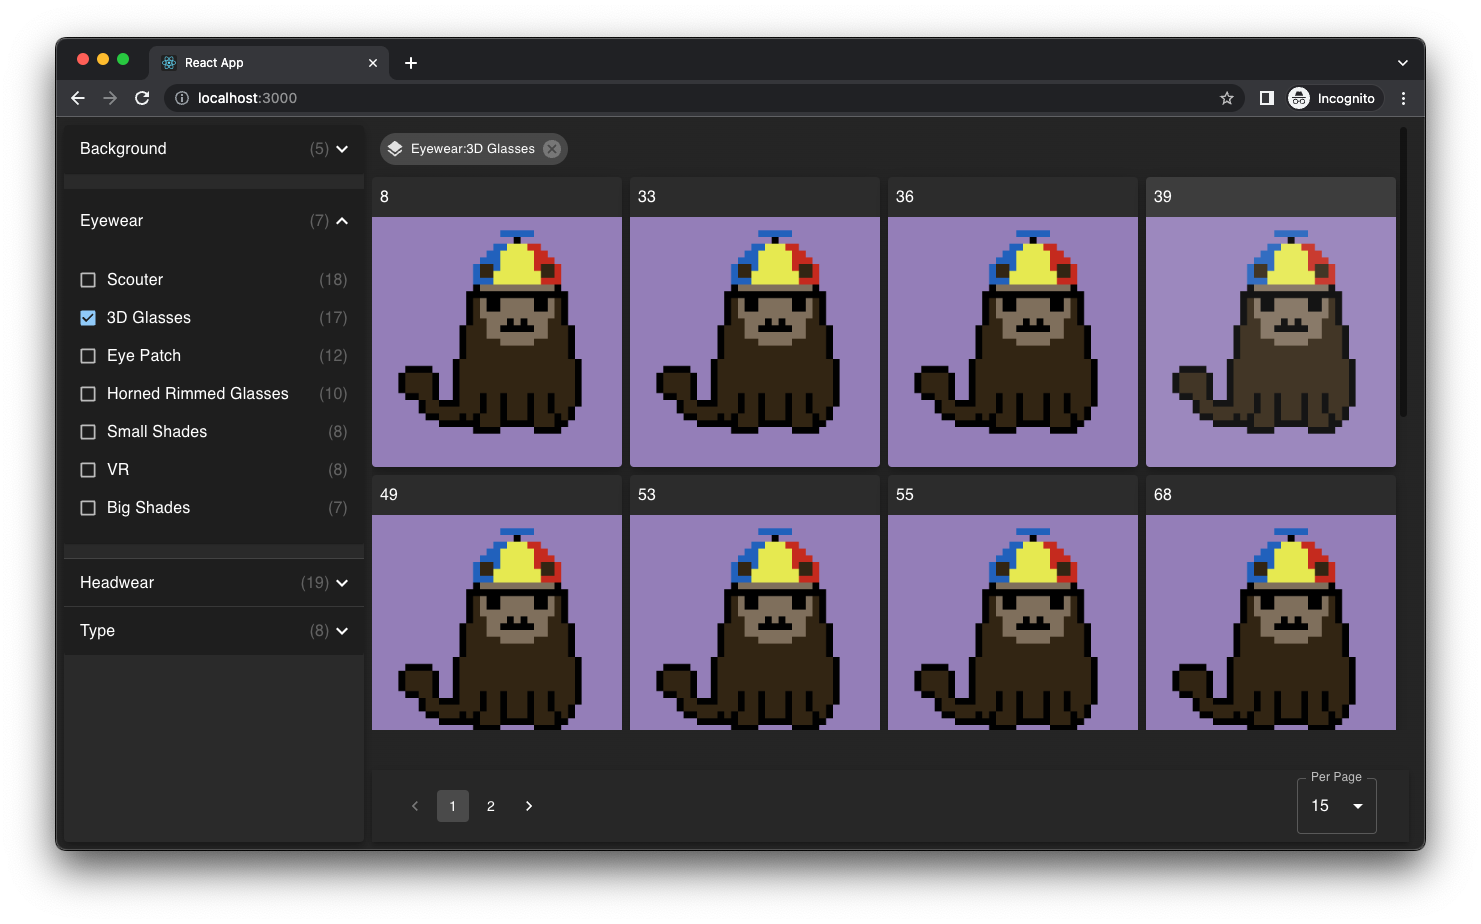 React App
localhost:3000
Incognito
Background (5)
Eyewear (7)
Scouter (18)
3D Glasses (17)
Eye Patch (12)
Horned Rimmed Glasses (10)
Small Shades (8)
VR (8)
Big Shades (7)
Headwear (19)
Type (8)
Eyewear:3D Glasses
8 33 36 39
49 53 55 68
1 2
Per Page
15